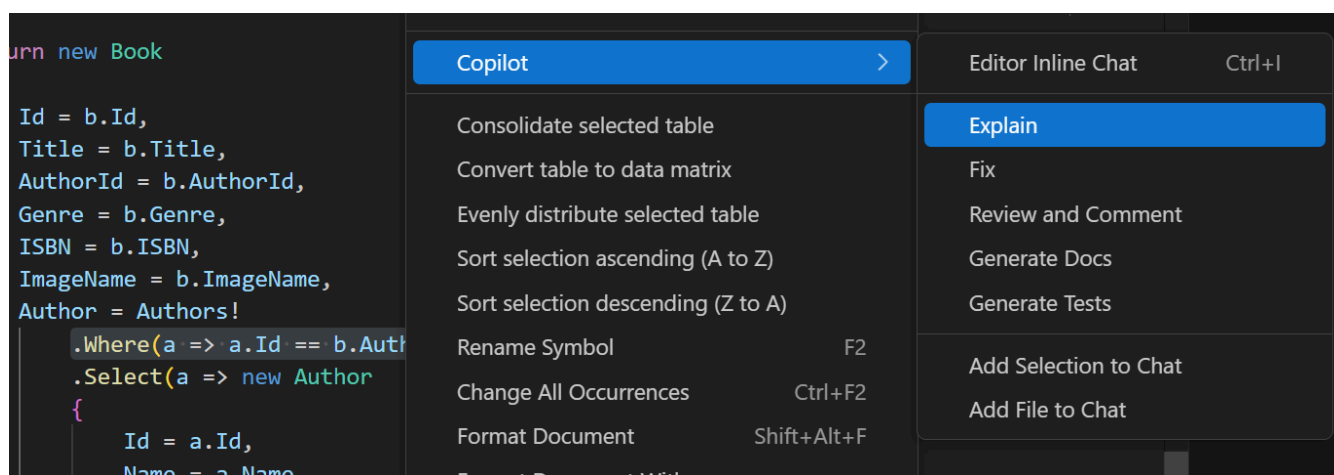 urn new Book
Id = b.Id,
Title = b.Title,
AuthorId = b.AuthorId,
Genre = b.Genre,
ISBN = b.ISBN,
ImageName = b.ImageName,
Author = Authors!
.Where(a => a.Id == b.Auth
.Select(a => new Author
{
Id = a.Id,
Name = a.Name
Copilot
Consolidate selected table
Convert table to data matrix
Evenly distribute selected table
Sort selection ascending (A to Z)
Sort selection descending (Z to A)
Rename Symbol F2
Change All Occurrences Ctrl+F2
Format Document Shift+Alt+F
Editor Inline Chat Ctrl+I
Explain
Fix
Review and Comment
Generate Docs
Generate Tests
Add Selection to Chat
Add File to Chat